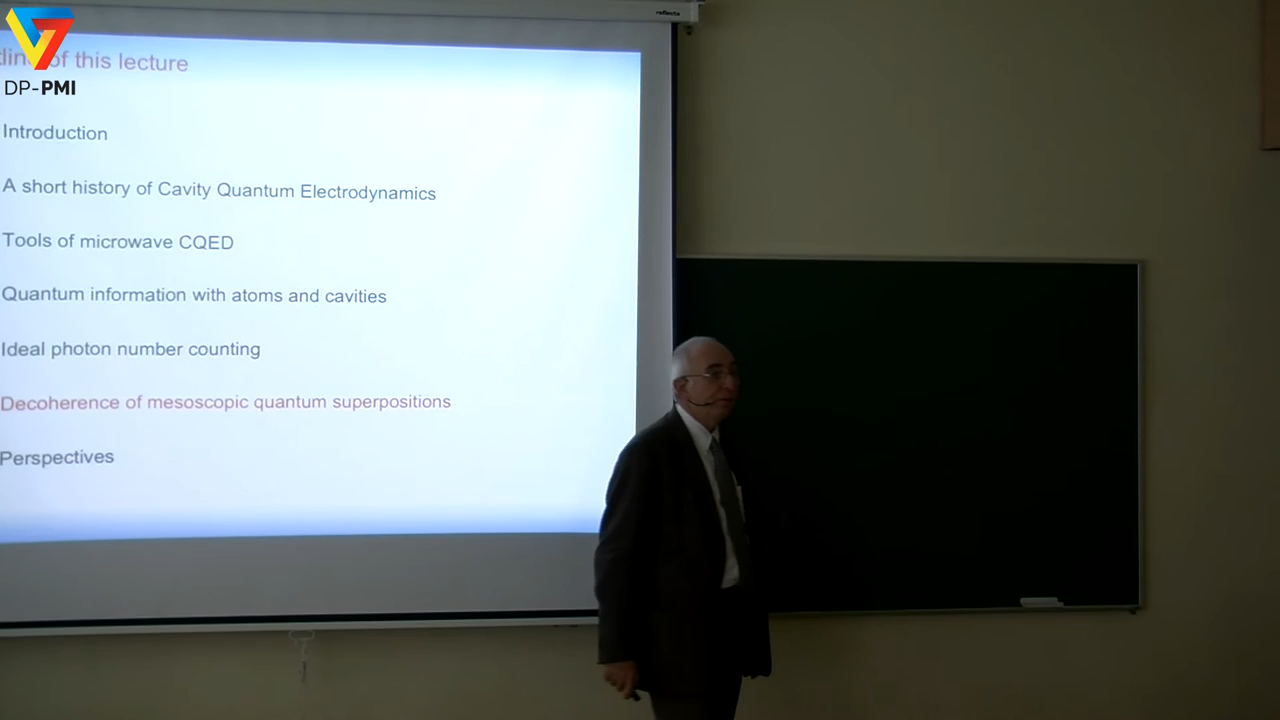 of this lecture
DP-PMI
Introduction
A short history of Cavity Quantum Electrodynamics
Tools of microwave CQED
Quantum information with atoms and cavities
Ideal photon number counting
Decoherence of mesoscopic quantum superpositions
Perspectives
reflecta